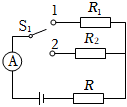 S₁ 1 R₁
2 R₂
A
R